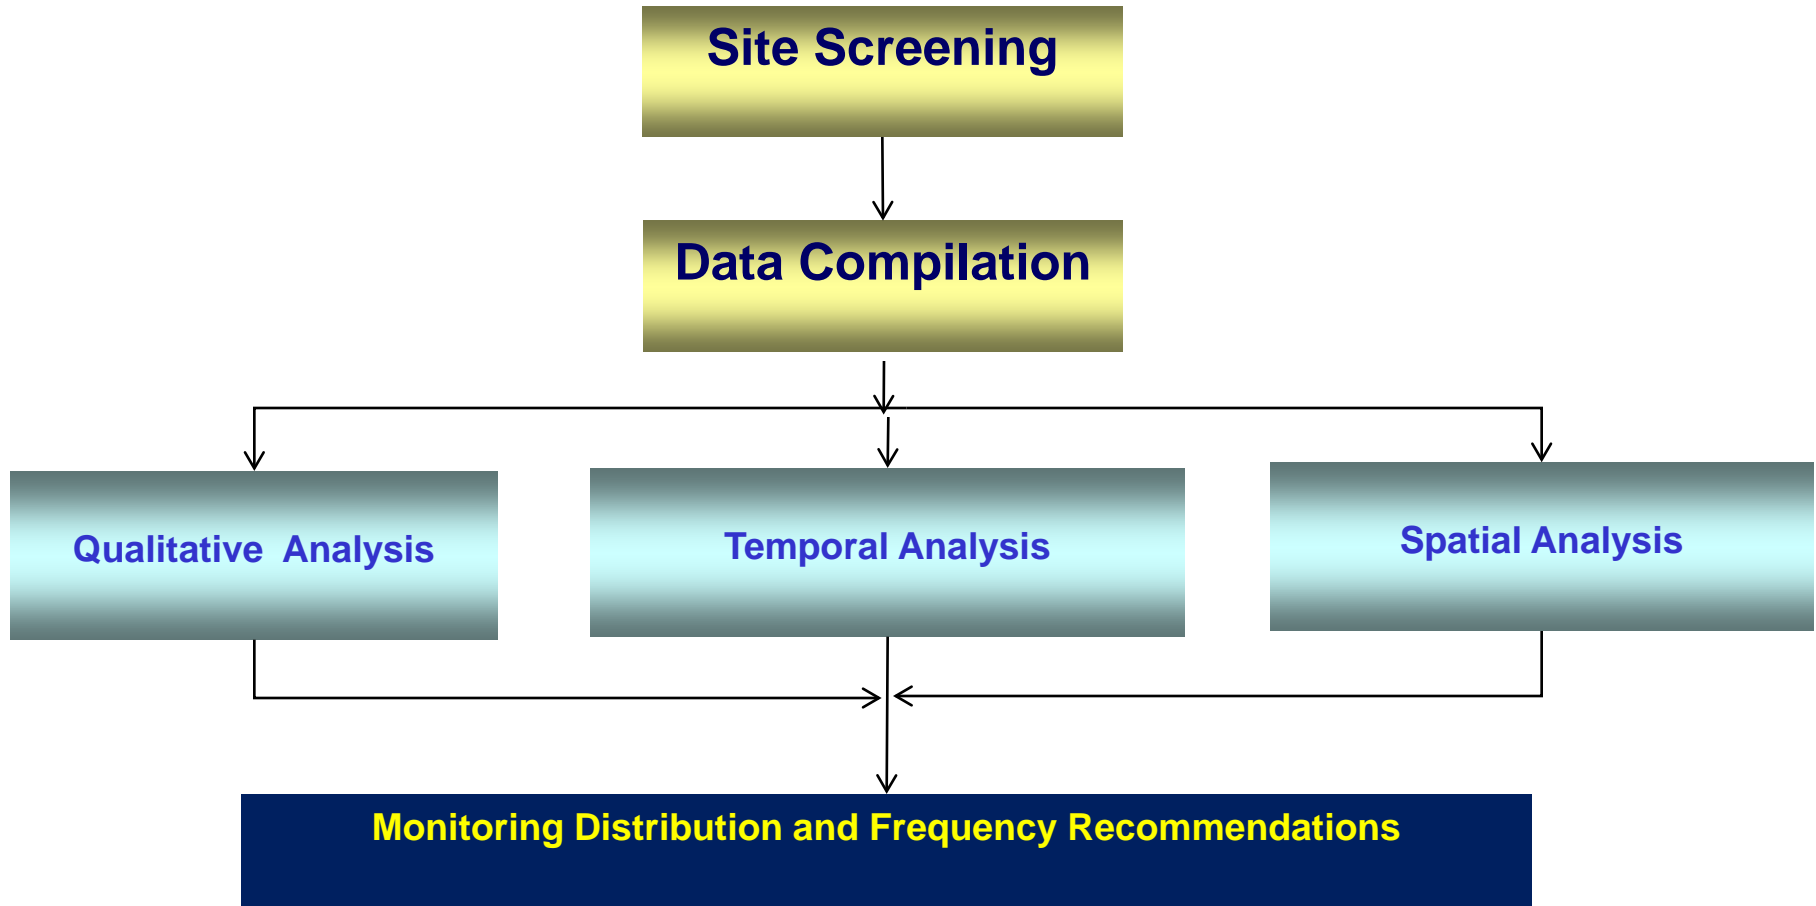 Site Screening
Data Compilation
Qualitative Analysis
Temporal Analysis
Spatial Analysis
Monitoring Distribution and Frequency Recommendations